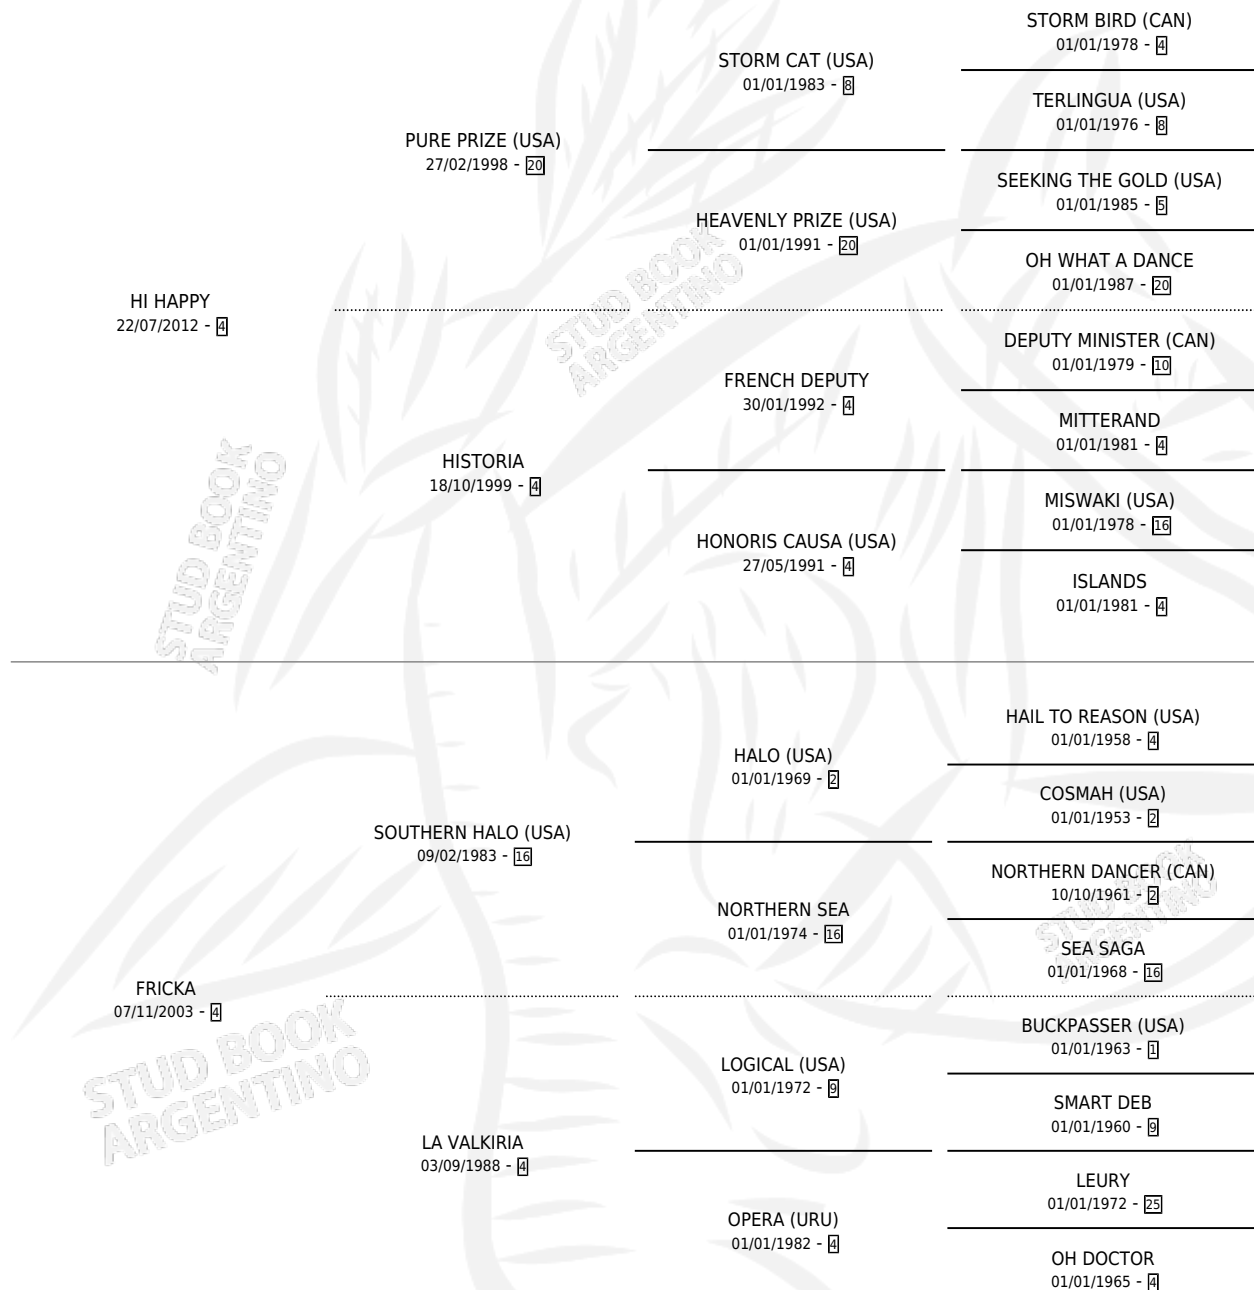 STORM BIRD (CAN)
01/01/1978 - 4
STORM CAT (USA)
01/01/1983 - 8
TERLINGUA (USA)
01/01/1976 - 8
PURE PRIZE (USA)
27/02/1998 - 20
SEEKING THE GOLD (USA)
01/01/1985 - 5
HEAVENLY PRIZE (USA)
01/01/1991 - 20
OH WHAT A DANCE
01/01/1987 - 20
HI HAPPY
22/07/2012 - 4
DEPUTY MINISTER (CAN)
01/01/1979 - 10
FRENCH DEPUTY
30/01/1992 - 4
MITTERAND
01/01/1981 - 4
HISTORIA
18/10/1999 - 4
MISWAKI (USA)
01/01/1978 - 16
HONORIS CAUSA (USA)
27/05/1991 - 4
ISLANDS
01/01/1981 - 4
HAIL TO REASON (USA)
01/01/1958 - 4
HALO (USA)
01/01/1969 - 2
COSMAH (USA)
01/01/1953 - 2
SOUTHERN HALO (USA)
09/02/1983 - 16
NORTHERN DANCER (CAN)
10/10/1961 - 2
NORTHERN SEA
01/01/1974 - 16
SEA SAGA
01/01/1968 - 16
FRICKA
07/11/2003 - 4
BUCKPASSER (USA)
01/01/1963 - 1
LOGICAL (USA)
01/01/1972 - 9
SMART DEB
01/01/1960 - 9
LA VALKIRIA
03/09/1988 - 4
LEURY
01/01/1972 - 25
OPERA (URU)
01/01/1982 - 4
OH DOCTOR
01/01/1965 - 4
STUD BOOK
ARGENTINO
STUD BOOK
ARGENTINO
STUD BOOK
ARGENTINO
STUD BOOK
ARGENTINO